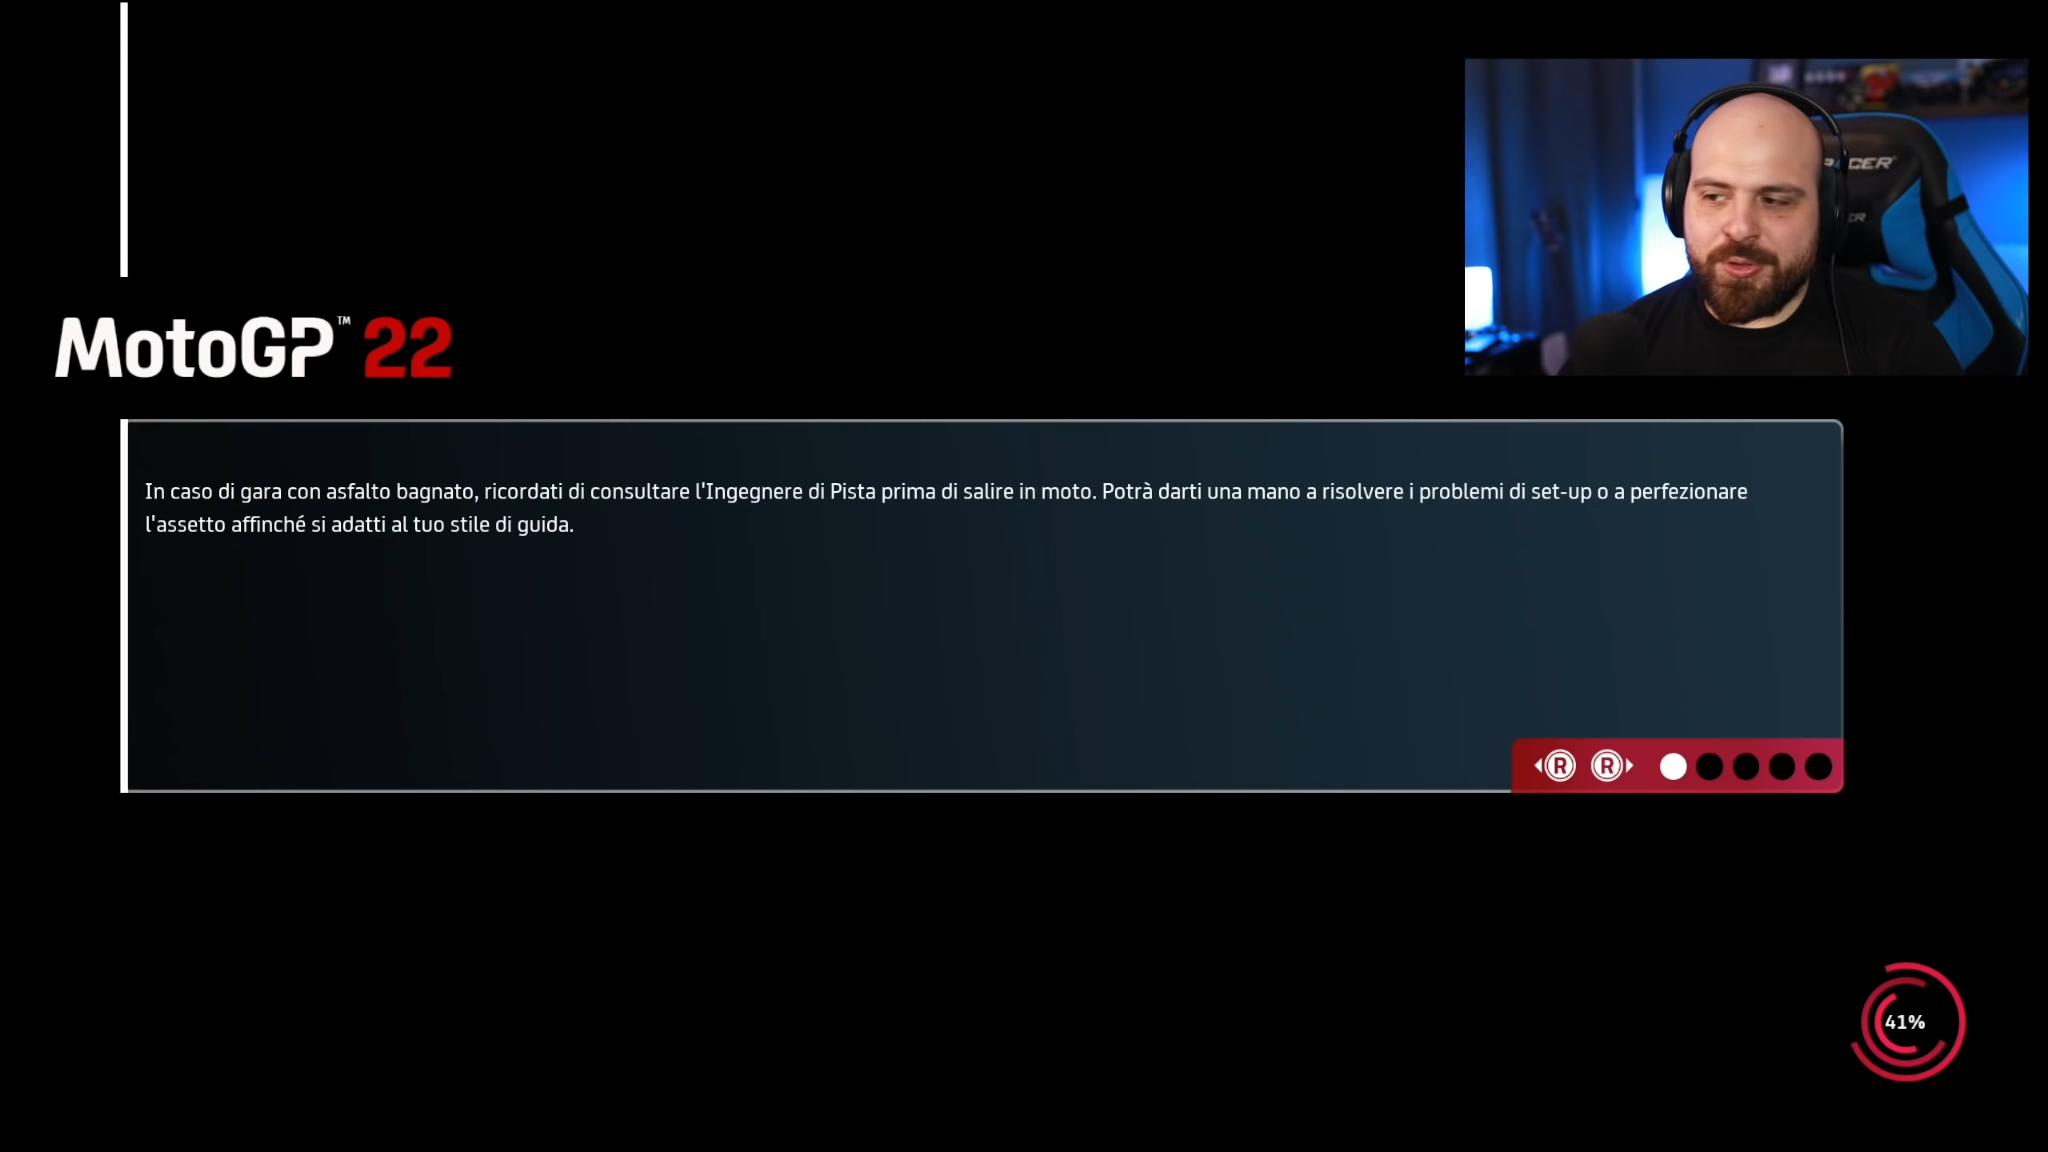 MotoGP™ 22
In caso di gara con asfalto bagnato, ricordati di consultare l'Ingegnere di Pista prima di salire in moto. Potrà darti una mano a risolvere i problemi di set-up o a perfezionare
l'assetto affinché si adatti al tuo stile di guida.
R R
41%